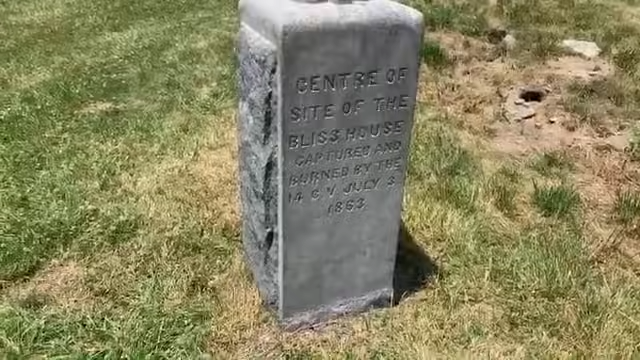 CENTRE OF
SITE OF THE
BLISS HOUSE
CAPTURED AND
BURNED BY THE
14 C V JULY 3
1863